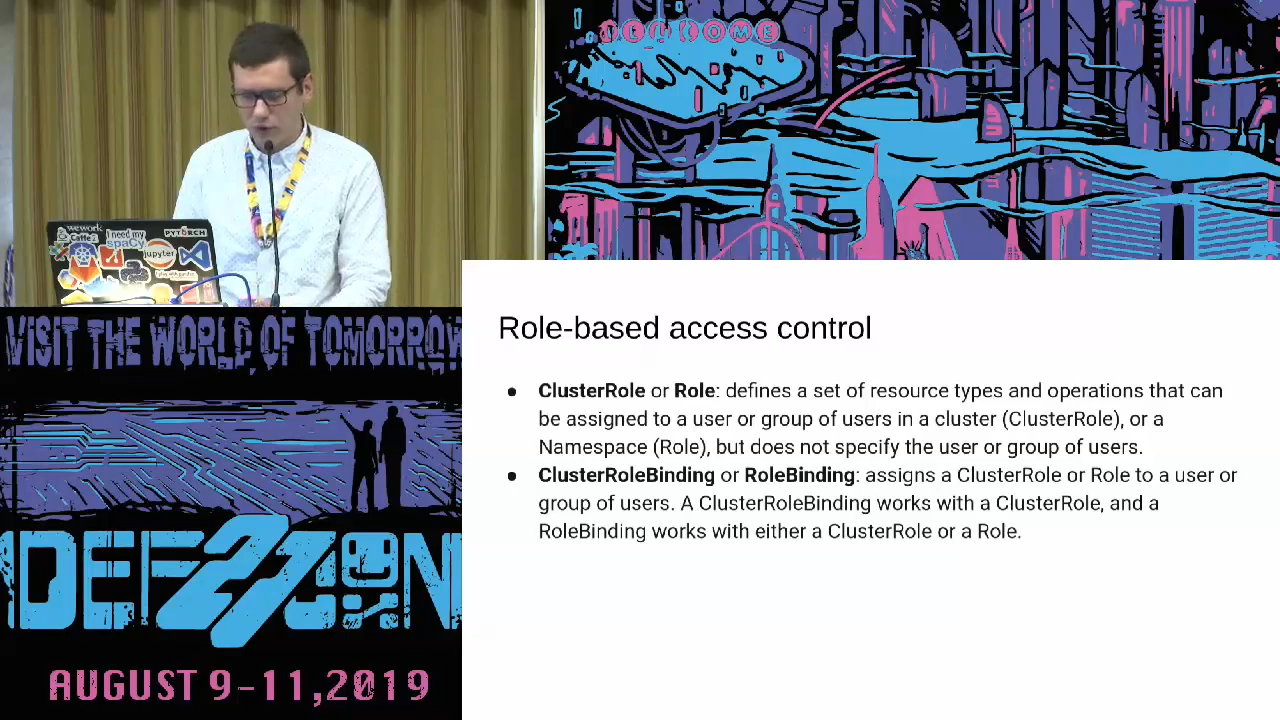 WELCOME
wework
Caffe2
I need my
spaCy
PYTORCH
jupyter
VISIT THE WORLD OF TOMORROW
Role-based access control
● ClusterRole or Role: defines a set of resource types and operations that can
be assigned to a user or group of users in a cluster (ClusterRole), or a
Namespace (Role), but does not specify the user or group of users.
● ClusterRoleBinding or RoleBinding: assigns a ClusterRole or Role to a user or
group of users. A ClusterRoleBinding works with a ClusterRole, and a
RoleBinding works with either a ClusterRole or a Role.
DEF27CON
AUGUST 9-11,2019